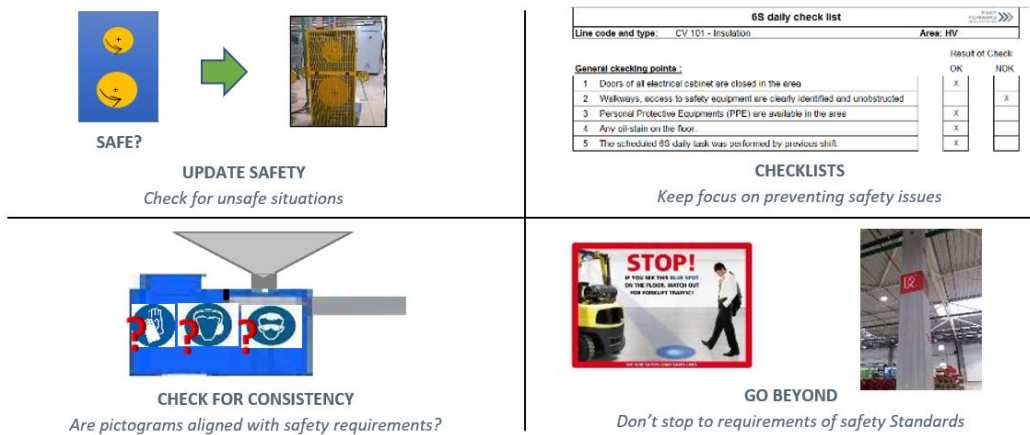 SAFE?
UPDATE SAFETY
Check for unsafe situations
6S daily check list
FAST
FORWARD
Line code and type: CV 101 - Insulation Area: HV
Result of Check
General ckecking points : OK NOK
1 Doors of all electrical cabinet are closed in the area X
2 Walkways, access to safety equipment are clearly identified and unobstructed X
3 Personal Protective Equipments (PPE) are available in the area X
4 Any oil-stain on the floor. X
5 The scheduled 6S daily task was performed by previous shift. X
CHECKLISTS
Keep focus on preventing safety issues
? ? ?
CHECK FOR CONSISTENCY
Are pictograms aligned with safety requirements?
STOP!
IF YOU SEE THIS BLUE SPOT
ON THE FLOOR, WATCH OUT
FOR FORKLIFT TRAFFIC!
GO BEYOND
Don't stop to requirements of safety Standards